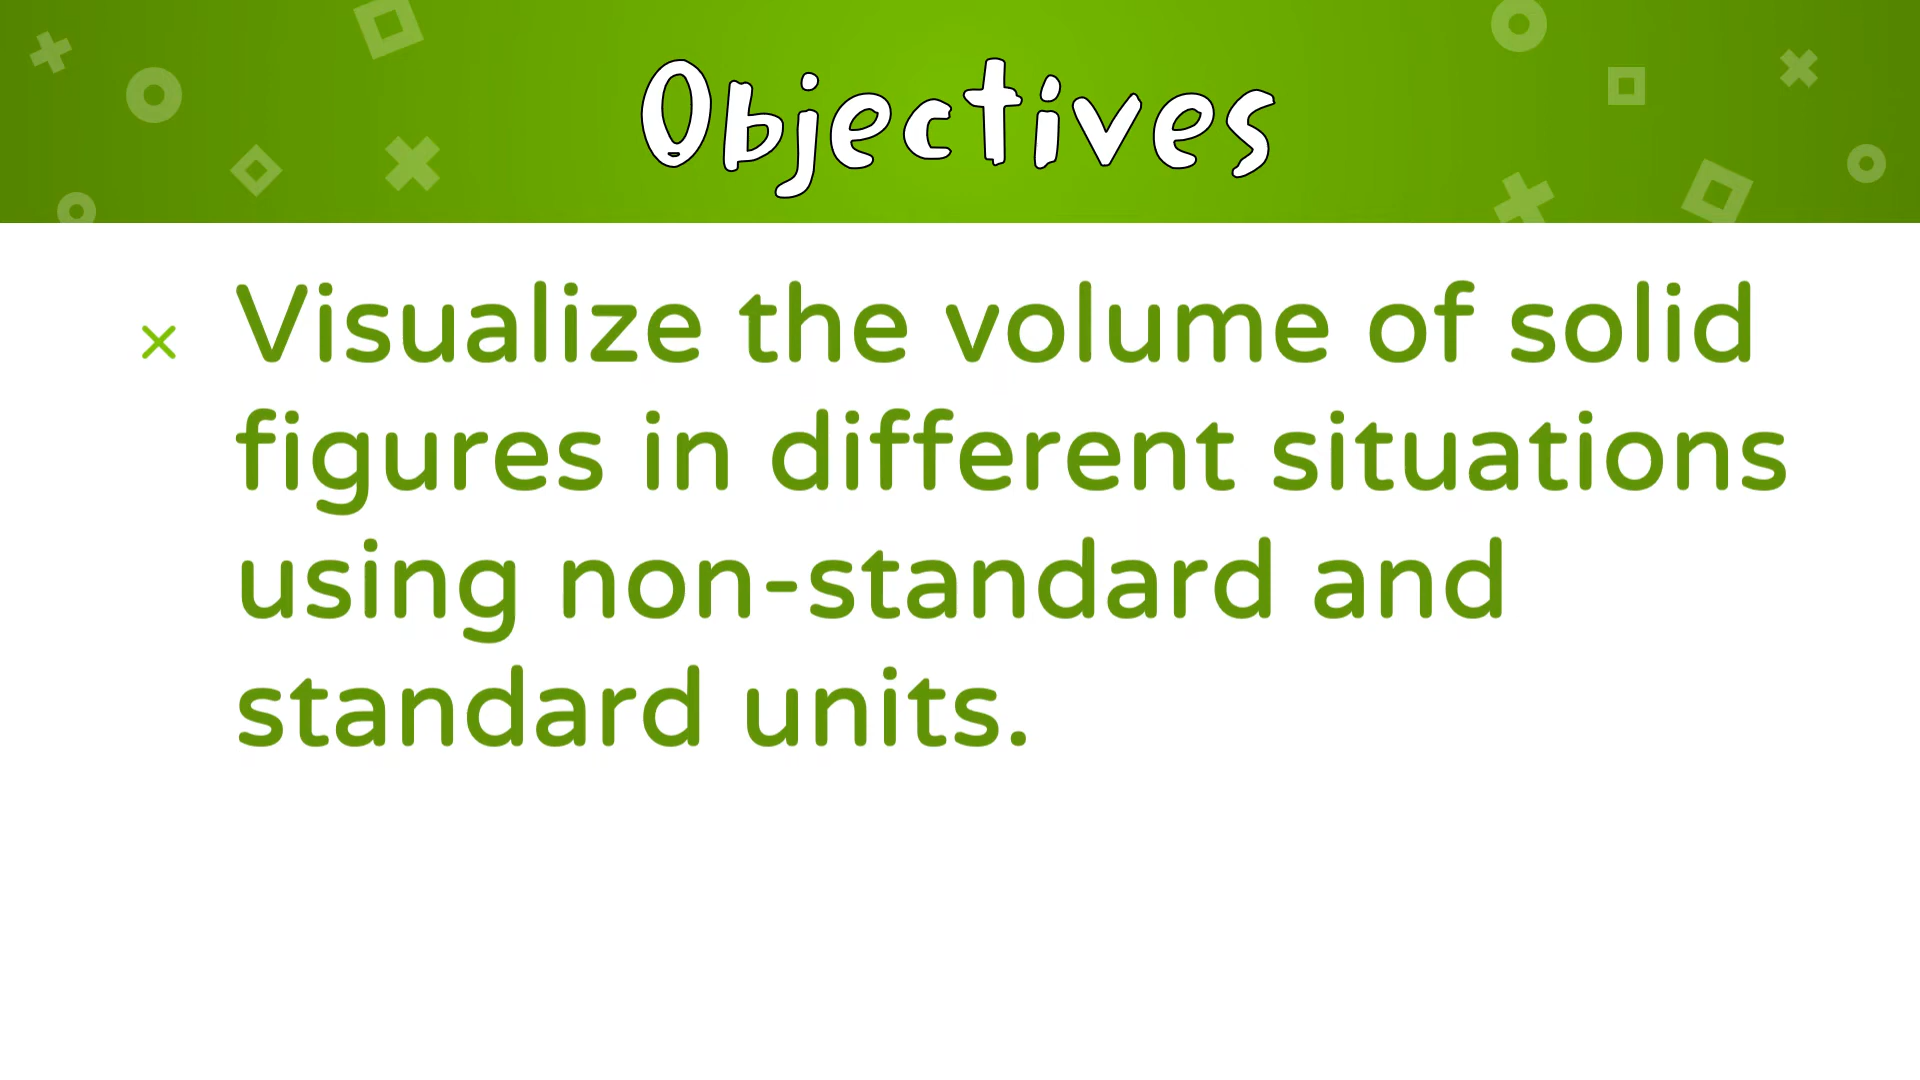 Objectives
× Visualize the volume of solid
figures in different situations
using non-standard and
standard units.